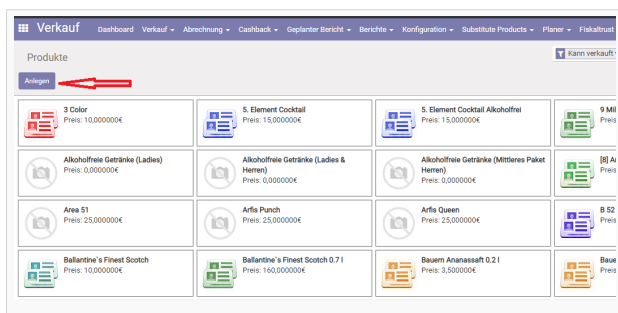 Verkauf Dashboard Verkauf Abrechnung Cashback Geplanter Bericht Berichte Konfiguration Substitute Products Planer Fiskaltrust
Produkte Kann verkauft
Anlegen
3 Color 5. Element Cocktail 5. Element Cocktail Alkoholfrei 9 Mil
Preis: 10,000000€ Preis: 15,000000€ Preis: 15,000000€ Preis
Alkoholfreie Getränke (Ladies) Alkoholfreie Getränke (Ladies & Alkoholfreie Getränke (Mittleres Paket [8] A
Preis: 0,000000€ Herren) Herren) Preis
Preis: 0,000000€ Preis: 0,000000€
Area 51 Arfis Punch Arfis Queen B 52
Preis: 25,000000€ Preis: 25,000000€ Preis: 25,000000€ Preis
Ballantine`s Finest Scotch Ballantine`s Finest Scotch 0.7 l Bauern Ananassaft 0.2 l Baue
Preis: 10,000000€ Preis: 160,000000€ Preis: 3,500000€ Preis